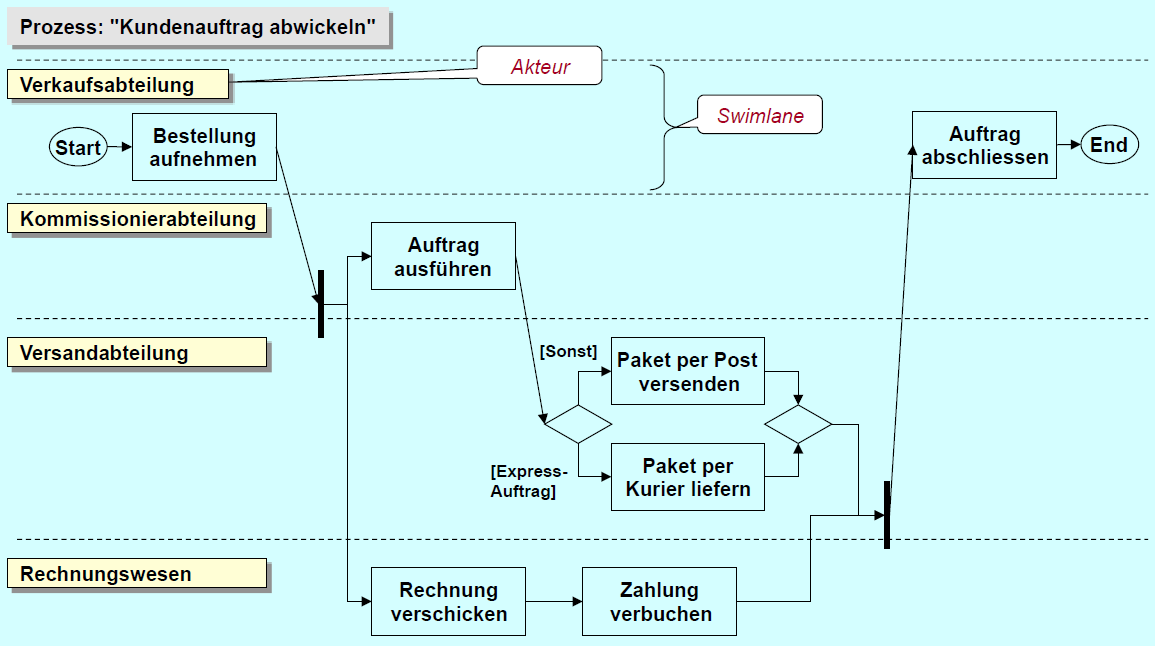 Prozess: "Kundenauftrag abwickeln"
Akteur
Verkaufsabteilung
Swimlane
Start
Bestellung
aufnehmen
Auftrag
abschliessen
End
Kommissionierabteilung
Auftrag
ausführen
Versandabteilung
[Sonst]
Paket per Post
versenden
[Express-
Auftrag]
Paket per
Kurier liefern
Rechnungswesen
Rechnung
verschicken
Zahlung
verbuchen